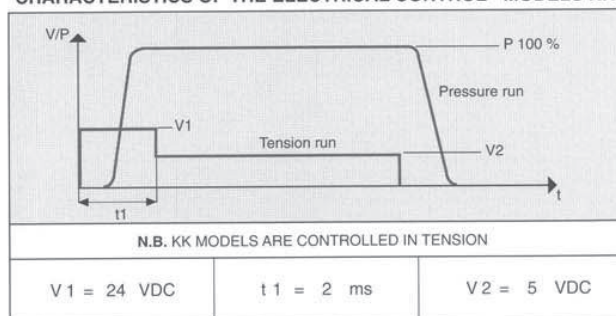 CHARACTERISTICS OF THE ELECTRICAL CONTROL
V/P
P 100 %
Pressure run
V1
Tension run
V2
t
t1
N.B. KK MODELS ARE CONTROLLED IN TENSION
V 1 = 24 VDC
t 1 = 2 ms
V 2 = 5 VDC